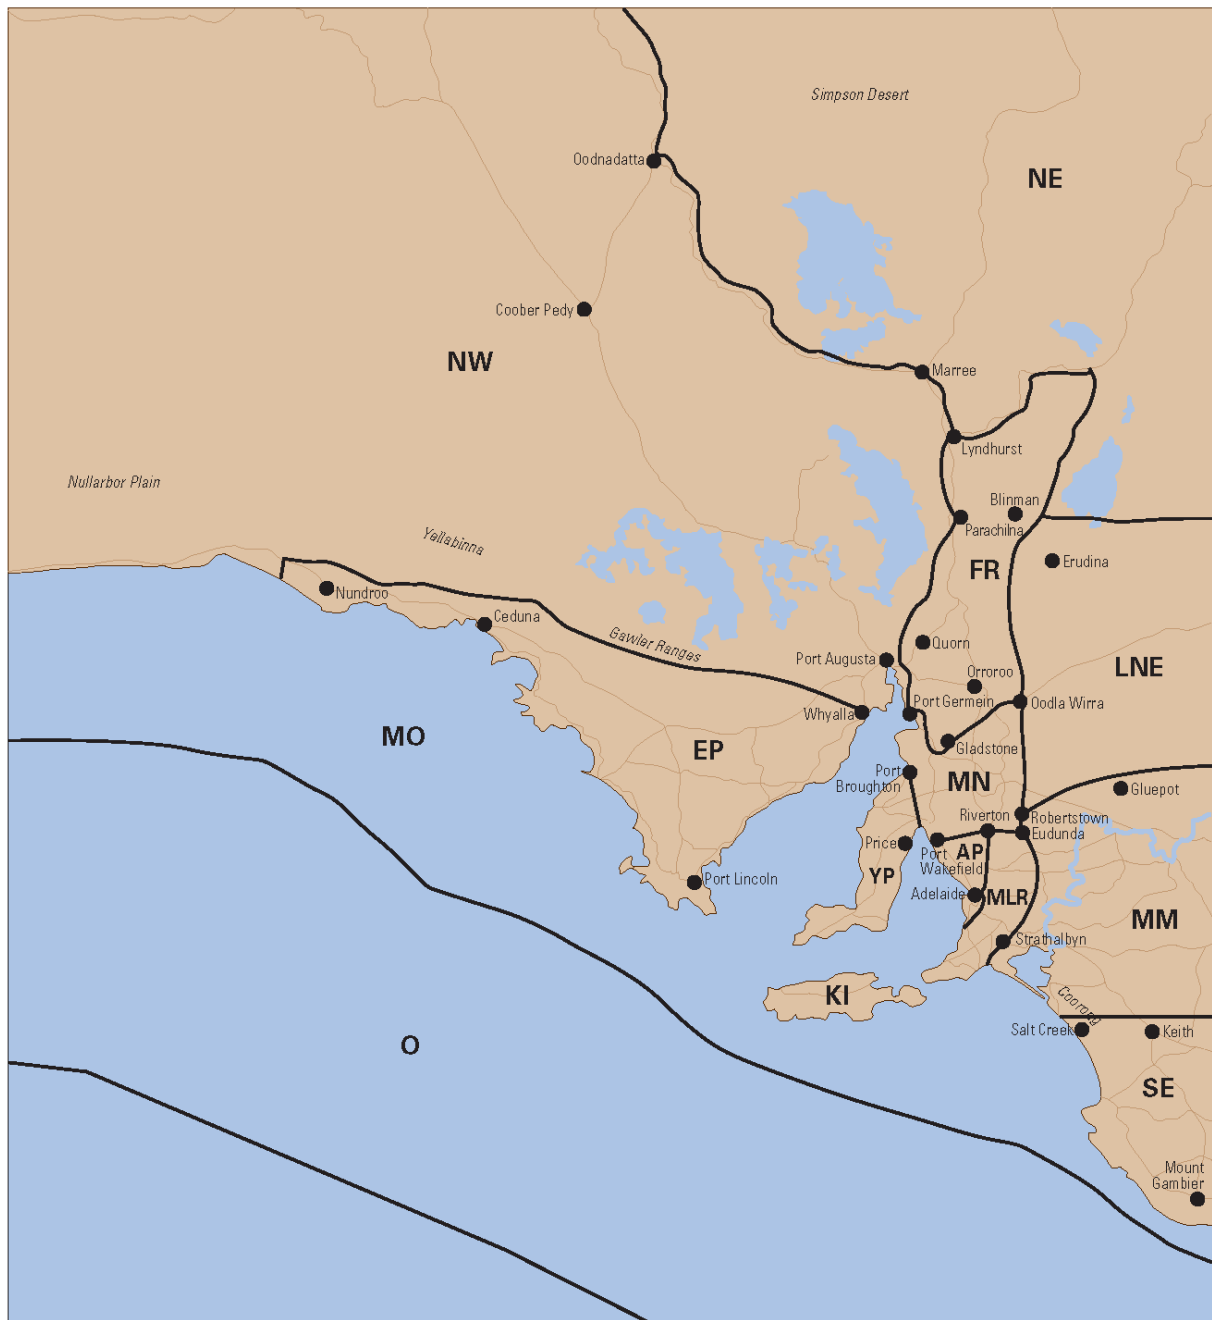 Simpson Desert
Oodnadatta
NE
Coober Pedy
NW
Marree
Lyndhurst
Nullarbor Plain
Blinman
Parachilna
Yellabinna
Erudina
FR
Nundroo
Ceduna
Gawler Ranges
Quorn
Port Augusta
Orroroo
LNE
Port Germein
Oodla Wirra
Whyalla
MO
EP
Gladstone
Port
Broughton
MN
Gluepot
Riverton
Robertstown
Eudunda
Price
Port
Wakefield
AP
YP
Port Lincoln
Adelaide
MLR
MM
Strathalbyn
KI
Coorong
Salt Creek
Keith
O
SE
Mount
Gambier